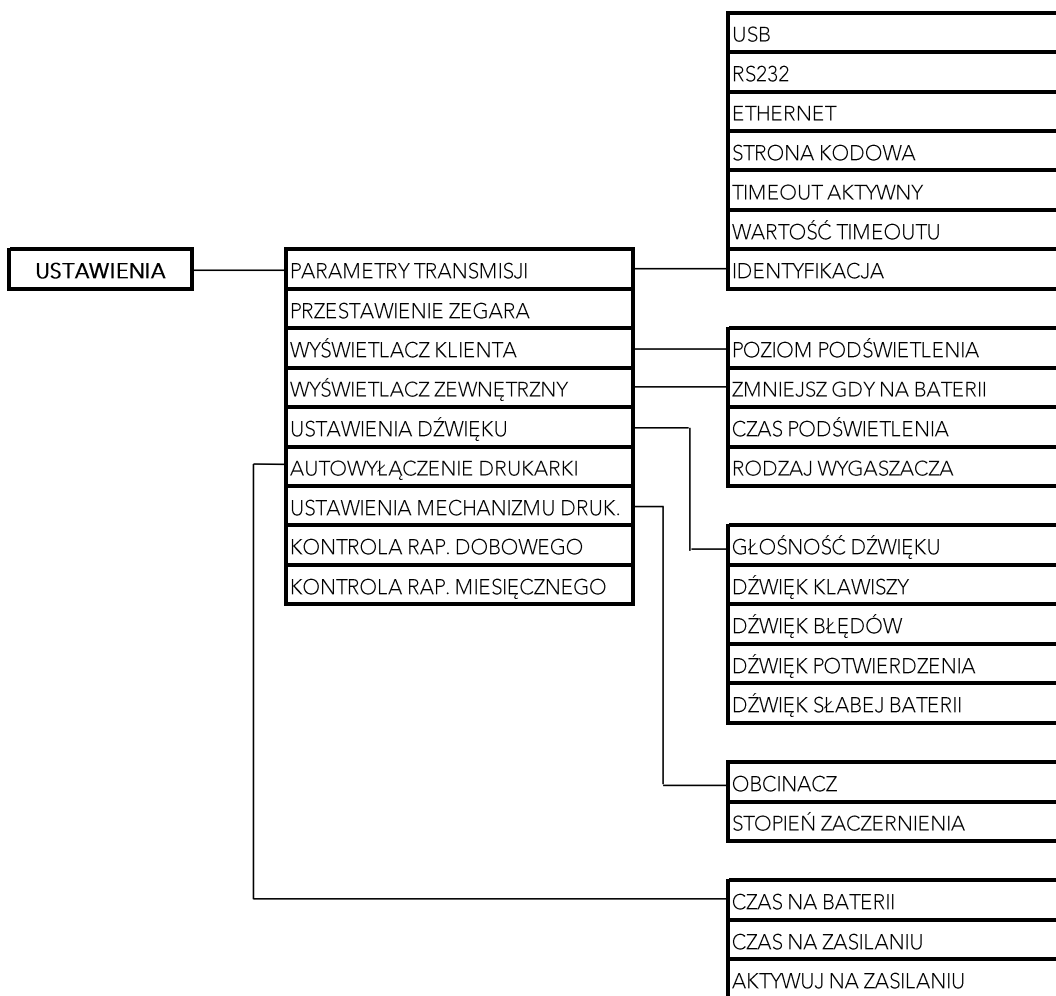 USTAWIENIA
PARAMETRY TRANSMISJI
PRZESTAWIENIE ZEGARA
WYŚWIETLACZ KLIENTA
WYŚWIETLACZ ZEWNĘTRZNY
USTAWIENIA DŹWIĘKU
AUTOWYŁĄCZENIE DRUKARKI
USTAWIENIA MECHANIZMU DRUK.
KONTROLA RAP. DOBOWEGO
KONTROLA RAP. MIESIĘCZNEGO
USB
RS232
ETHERNET
STRONA KODOWA
TIMEOUT AKTYWNY
WARTOŚĆ TIMEOUTU
IDENTYFIKACJA
POZIOM PODŚWIETLENIA
ZMNIEJSZ GDY NA BATERII
CZAS PODŚWIETLENIA
RODZAJ WYGASZACZA
GŁOŚNOŚĆ DŹWIĘKU
DŹWIĘK KLAWISZY
DŹWIĘK BŁĘDÓW
DŹWIĘK POTWIERDZENIA
DŹWIĘK SŁABEJ BATERII
OBCINACZ
STOPIEŃ ZACZERNIENIA
CZAS NA BATERII
CZAS NA ZASILANIU
AKTYWUJ NA ZASILANIU